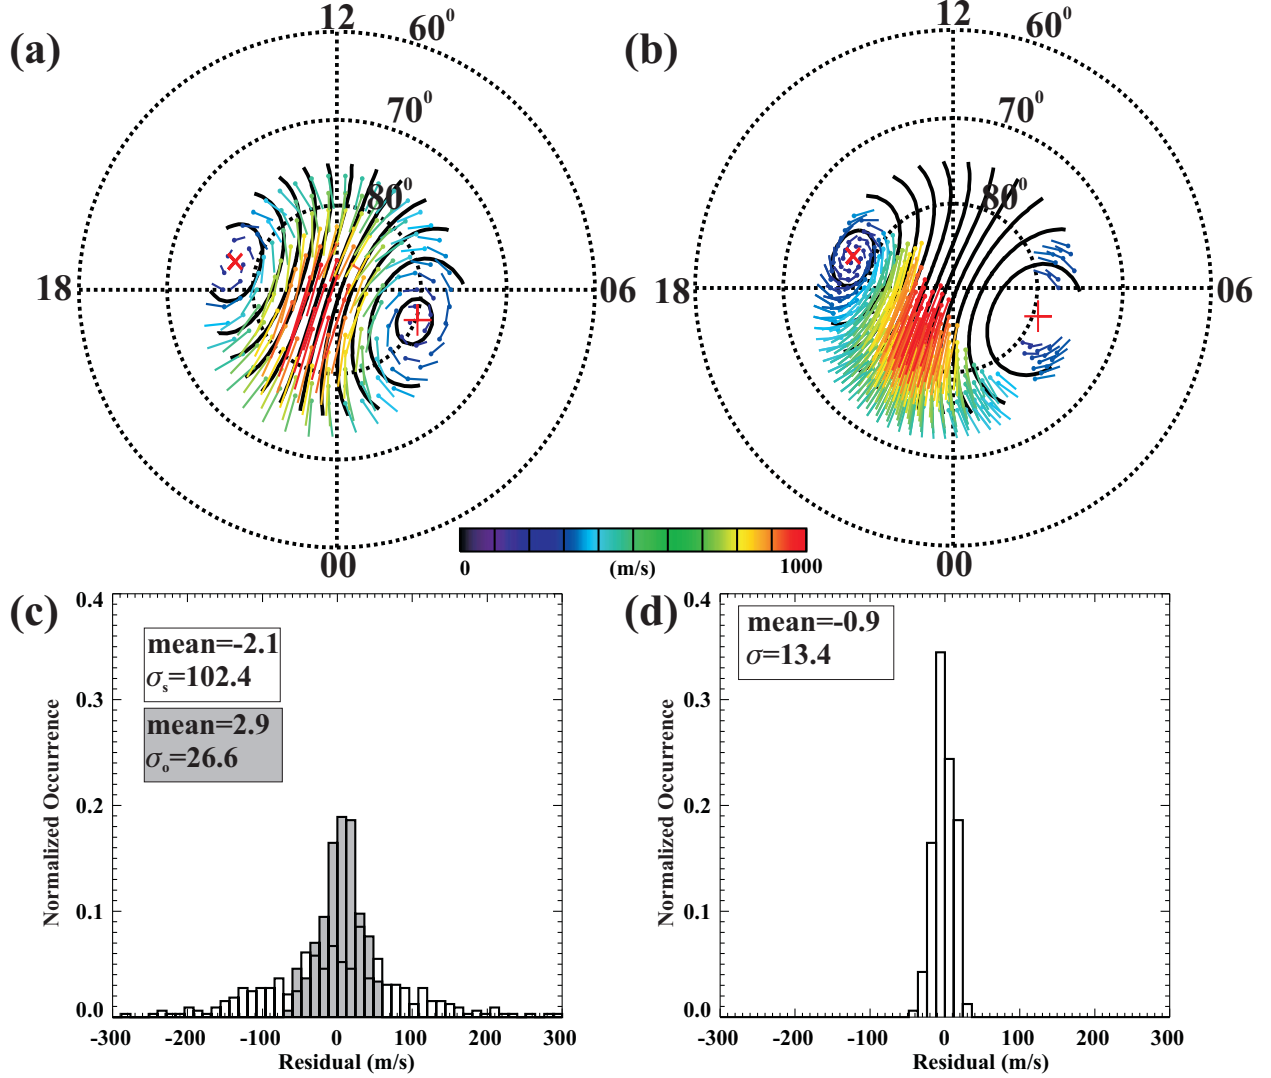 (a)
12
60⁰
70⁰
80⁰
18
06
00
(b)
12
60⁰
70⁰
80⁰
18
06
00
0 (m/s) 1000
(c)
mean=-2.1
σs=102.4
mean=2.9
σo=26.6
0.4
0.3
0.2
0.1
0.0
Normalized Occurrence
-300 -200 -100 0 100 200 300
Residual (m/s)
(d)
mean=-0.9
σ=13.4
0.4
0.3
0.2
0.1
0.0
Normalized Occurrence
-300 -200 -100 0 100 200 300
Residual (m/s)